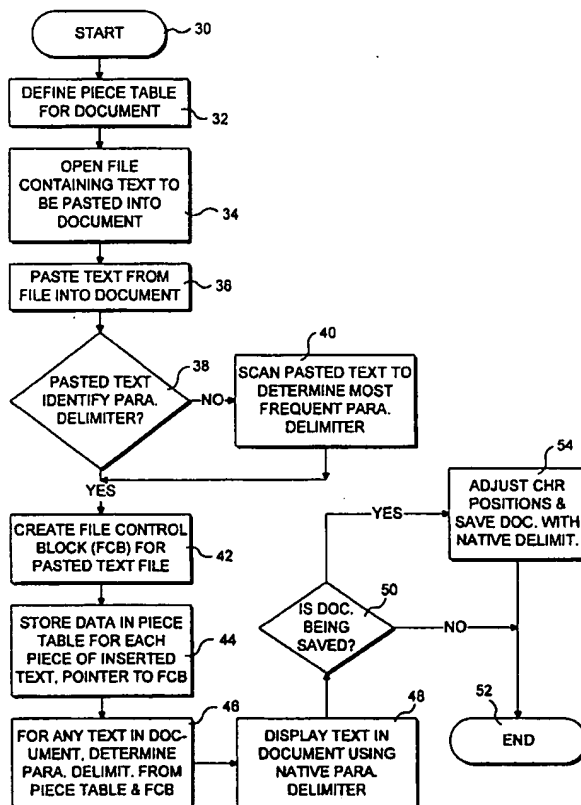 START
30
DEFINE PIECE TABLE
FOR DOCUMENT
32
OPEN FILE
CONTAINING TEXT TO
BE PASTED INTO
DOCUMENT
34
PASTE TEXT FROM
FILE INTO DOCUMENT
36
PASTED TEXT
IDENTIFY PARA.
DELIMITER?
38
NO
40
SCAN PASTED TEXT TO
DETERMINE MOST
FREQUENT PARA.
DELIMITER
YES
CREATE FILE CONTROL
BLOCK (FCB) FOR
PASTED TEXT FILE
42
STORE DATA IN PIECE
TABLE FOR EACH
PIECE OF INSERTED
TEXT, POINTER TO FCB
44
46
FOR ANY TEXT IN DOC-
UMENT, DETERMINE
PARA. DELIMIT. FROM
PIECE TABLE & FCB
48
DISPLAY TEXT IN
DOCUMENT USING
NATIVE PARA.
DELIMITER
IS DOC.
BEING
SAVED?
50
YES
NO
54
ADJUST CHR
POSITIONS &
SAVE DOC. WITH
NATIVE DELIMIT.
52
END